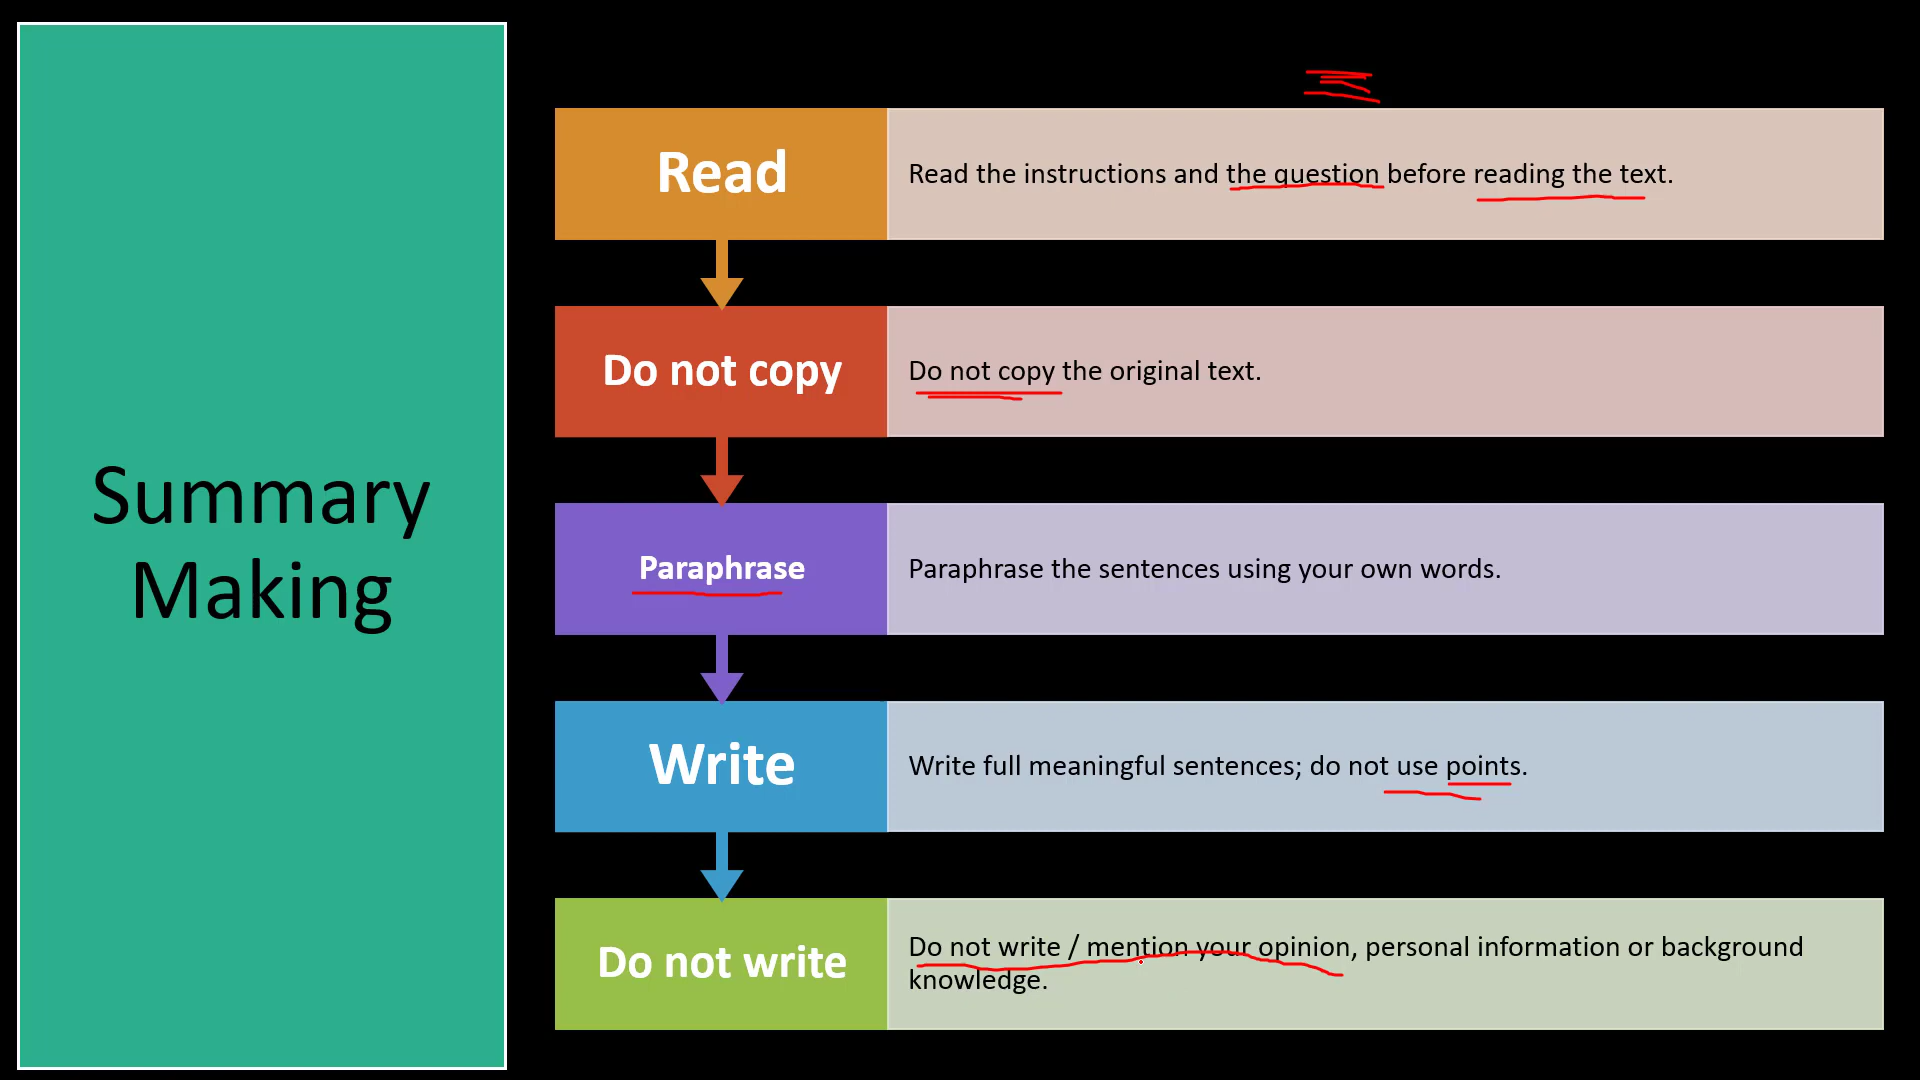 Summary
Making
Read
Read the instructions and the question before reading the text.
Do not copy
Do not copy the original text.
Paraphrase
Paraphrase the sentences using your own words.
Write
Write full meaningful sentences; do not use points.
Do not write
Do not write / mention your opinion, personal information or background
knowledge.